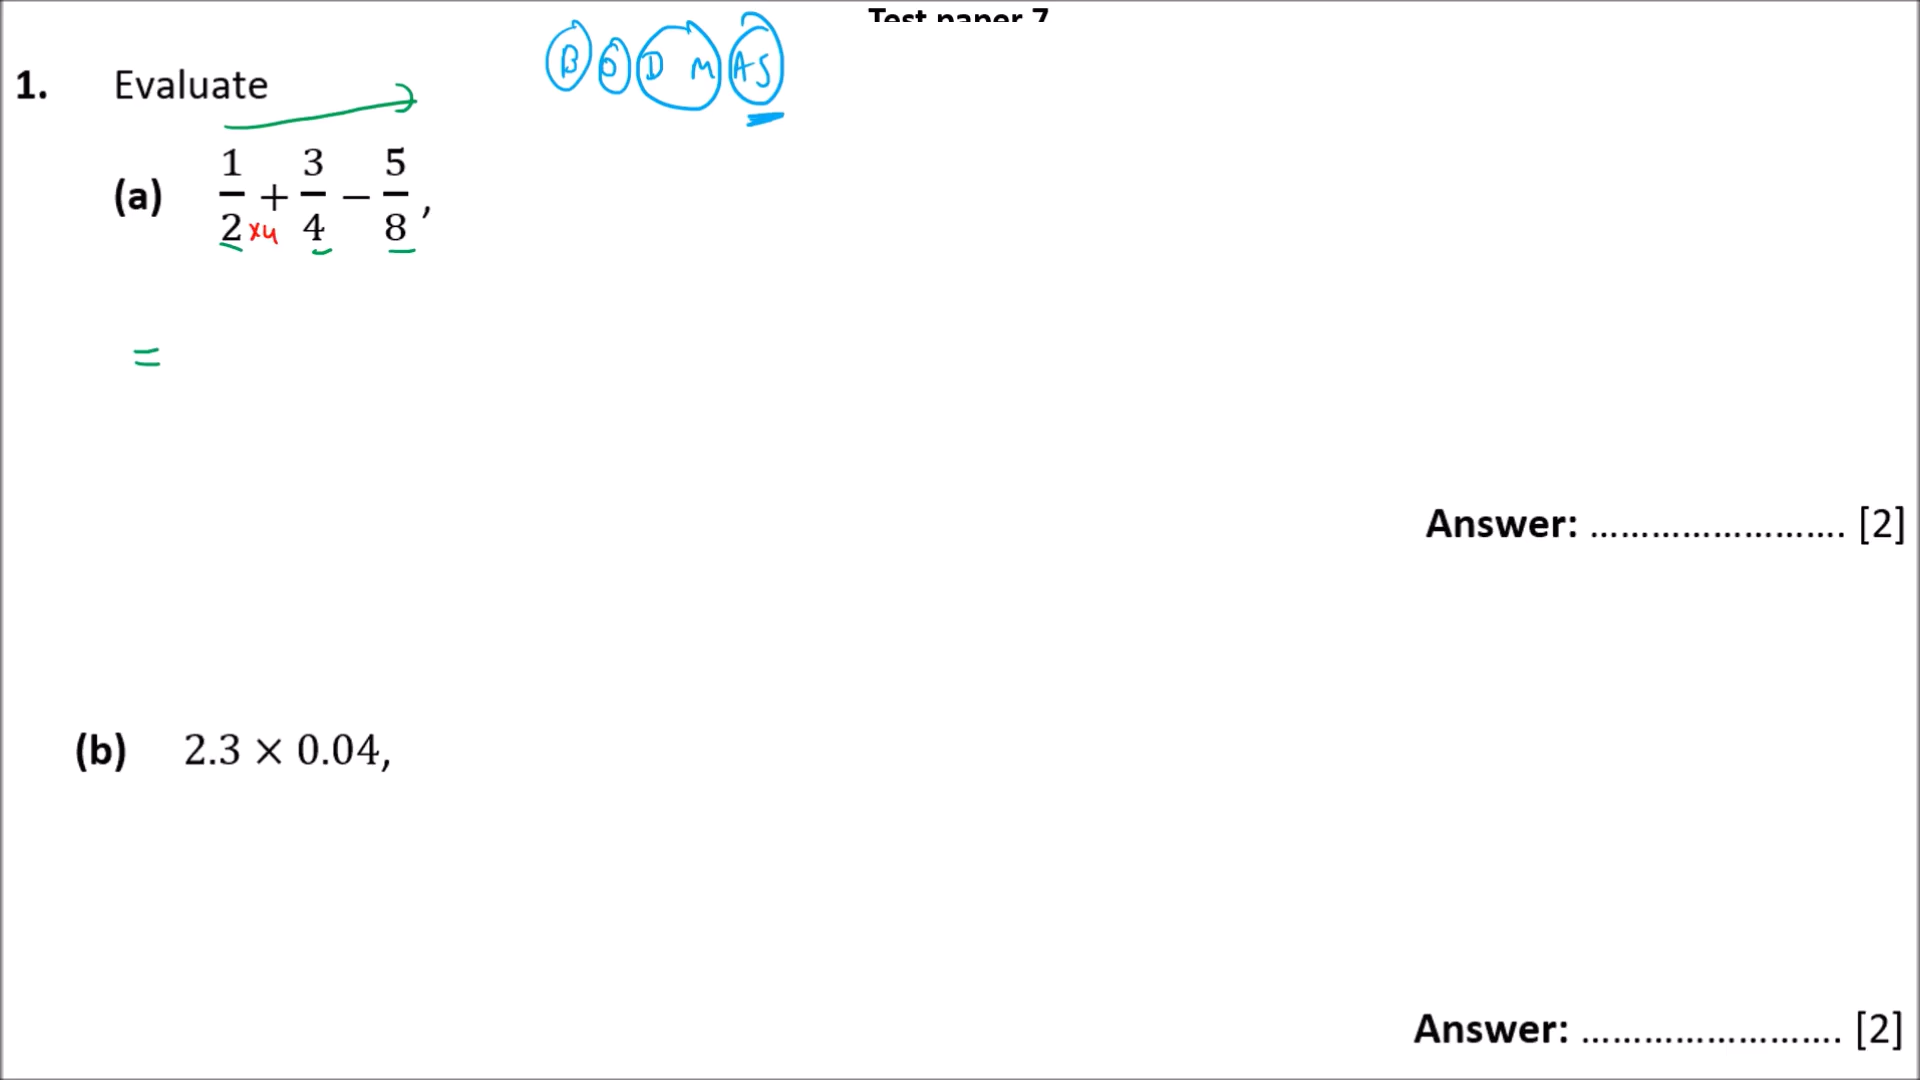 Test paper 7
B O D M A S
1. Evaluate
(a) 1/2 + 3/4 − 5/8 ,
×4
=
Answer: ........................ [2]
(b) 2.3 × 0.04,
Answer: ........................ [2]